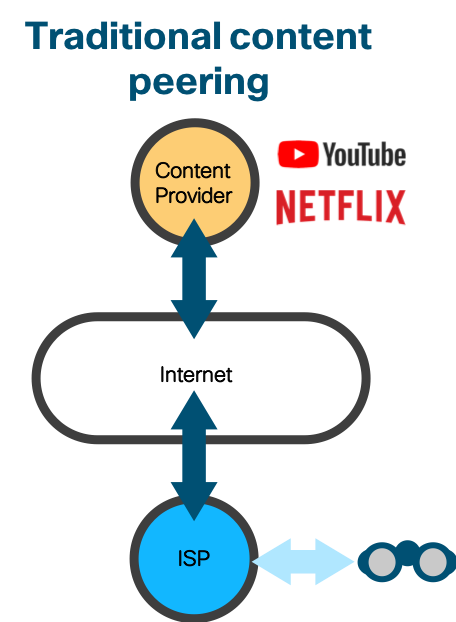 Traditional content
peering
Content
Provider
YouTube
NETFLIX
Internet
ISP